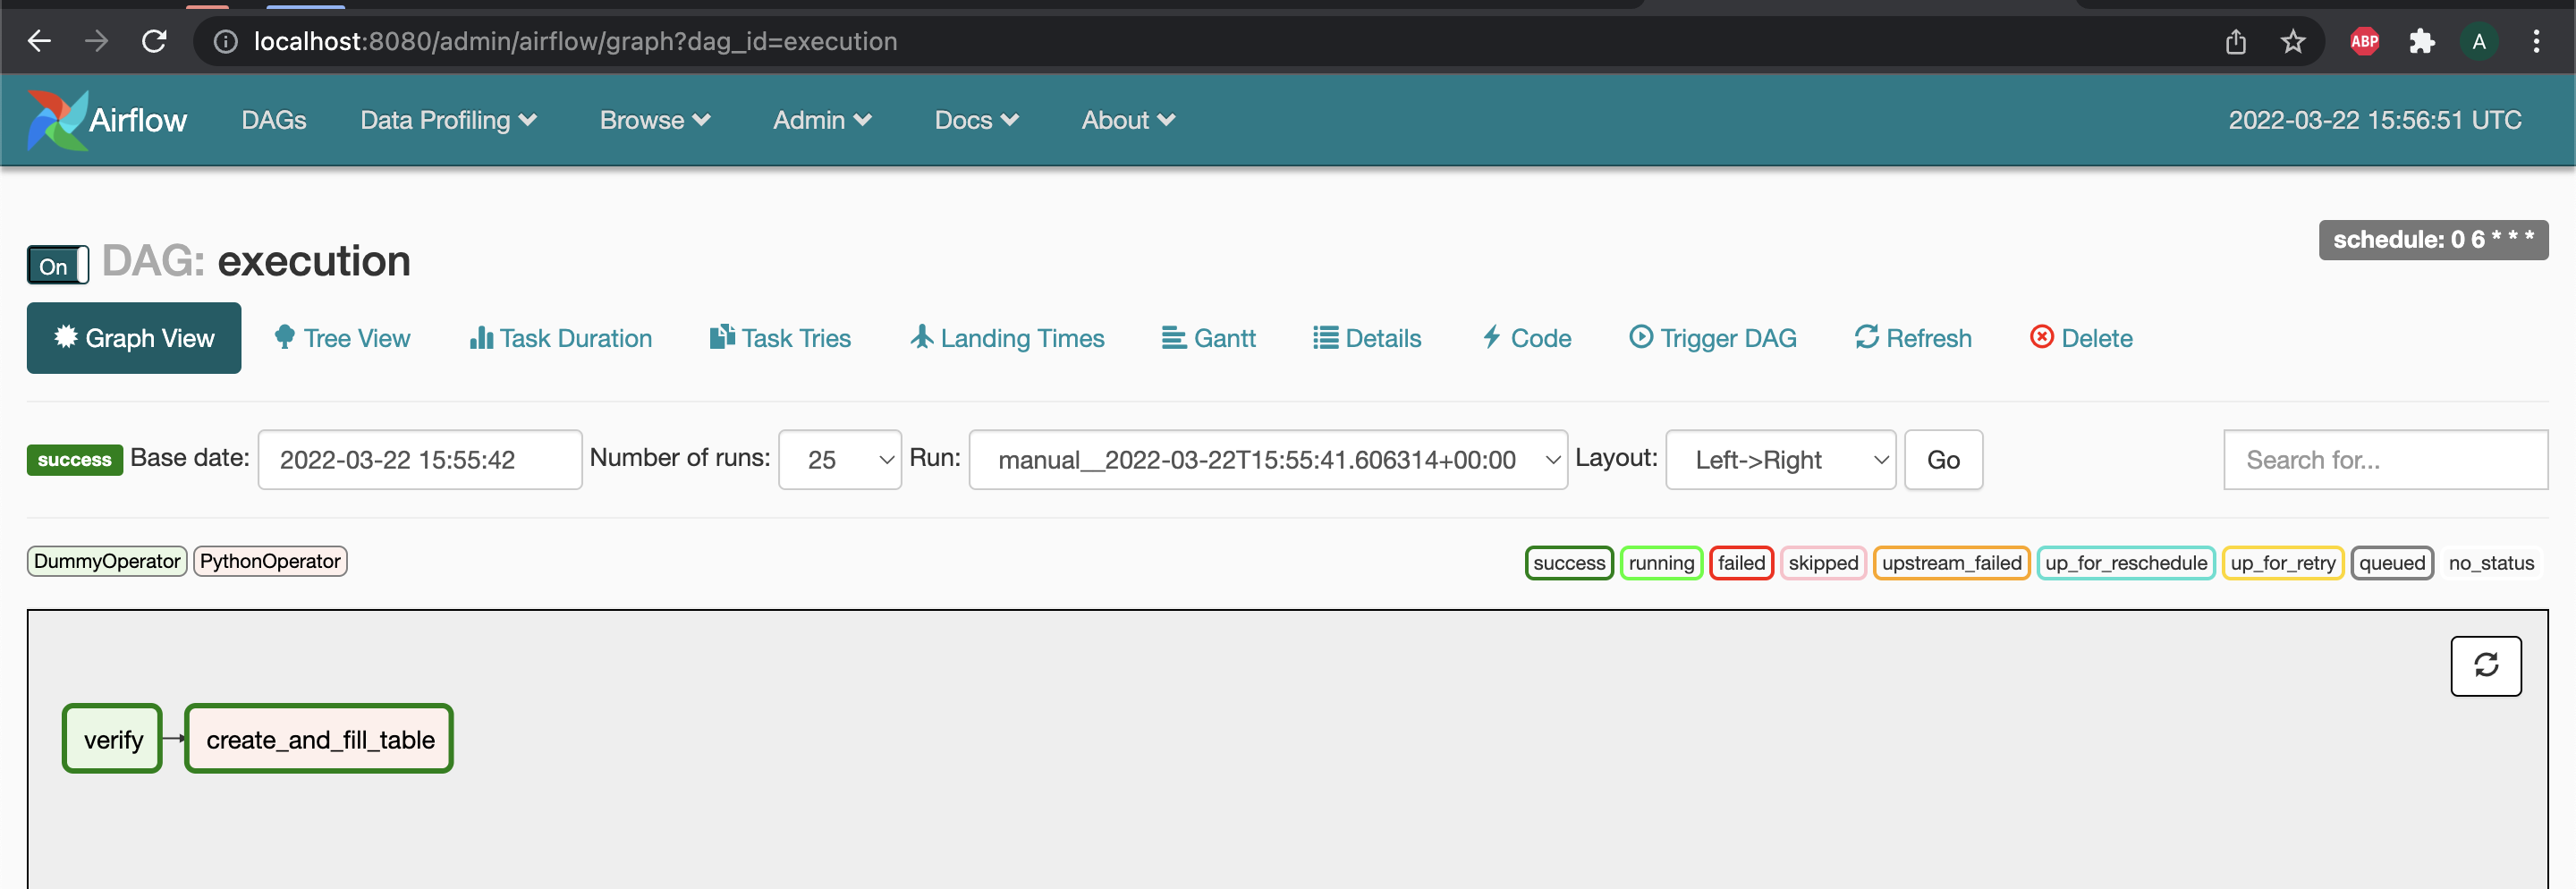 localhost:8080/admin/airflow/graph?dag_id=execution
ABP
A
Airflow DAGs Data Profiling Browse Admin Docs About 2022-03-22 15:56:51 UTC
On DAG: execution
schedule: 0 6 * * *
Graph View Tree View Task Duration Task Tries Landing Times Gantt Details Code Trigger DAG Refresh Delete
success Base date: 2022-03-22 15:55:42 Number of runs: 25 Run: manual__2022-03-22T15:55:41.606314+00:00 Layout: Left->Right Go Search for...
DummyOperator PythonOperator success running failed skipped upstream_failed up_for_reschedule up_for_retry queued no_status
verify create_and_fill_table